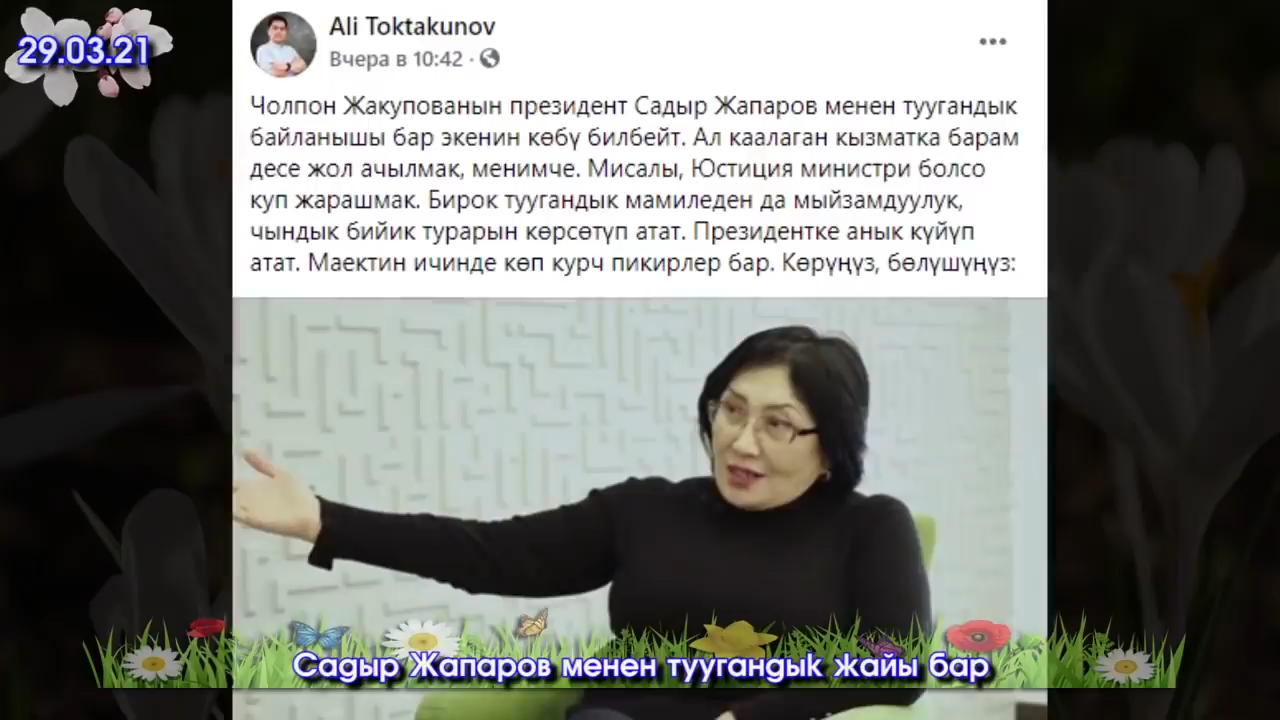 29.03.21
Ali Toktakunov
Вчера в 10:42 ·
Чолпон Жакупованын президент Садыр Жапаров менен туугандык
байланышы бар экенин көбү билбейт. Ал каалаган кызматка барам
десе жол ачылмак, менимче. Мисалы, Юстиция министри болсо
куп жарашмак. Бирок туугандык мамиледен да мыйзамдуулук,
чындык бийик турарын көрсөтүп атат. Президентке анык күйүп
атат. Маектин ичинде көп курч пикирлер бар. Көрүңүз, бөлүшүңүз:
Садыр Жапаров менен туугандык жайы бар